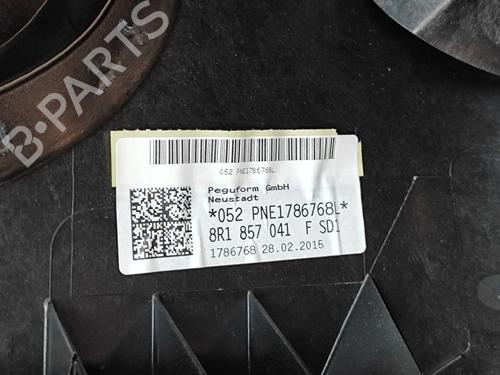 B-PARTS
052 PNE1786768L
Peguform GmbH
Neustadt
*052 PNE1786768L*
8R1 857 041 F SD1
1786768 28.02.2015